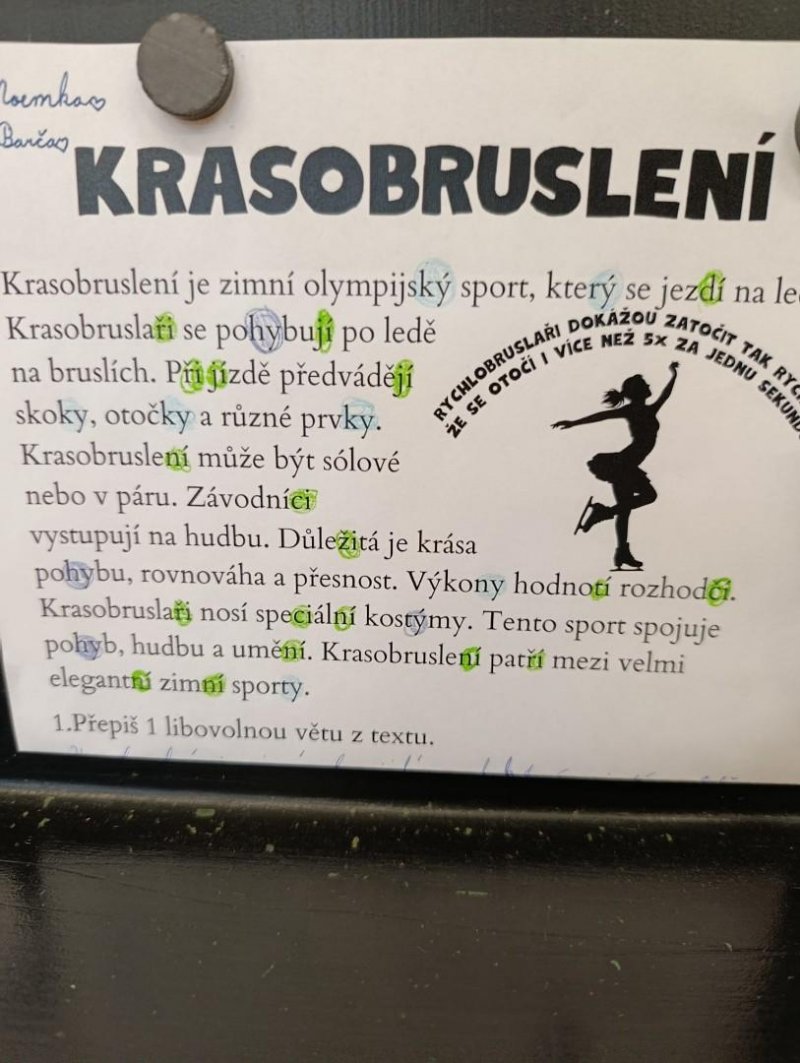 Noemka
Barča
KRASOBRUSLENÍ
Krasobruslení je zimní olympijský sport, který se jezdí na le
Krasobruslaři se pohybují po ledě
RYCHLOBRUSLAŘI DOKÁŽOU ZATOČIT TAK RYCH
ŽE SE OTOČÍ I VÍCE NEŽ 5X ZA JEDNU SEKUND
na bruslích. Při jízdě předvádějí
skoky, otočky a různé prvky.
Krasobruslení může být sólové
nebo v páru. Závodníci
vystupují na hudbu. Důležitá je krása
pohybu, rovnováha a přesnost. Výkony hodnotí rozhodčí.
Krasobruslaři nosí speciální kostýmy. Tento sport spojuje
pohyb, hudbu a umění. Krasobruslení patří mezi velmi
elegantní zimní sporty.
1.Přepiš 1 libovolnou větu z textu.